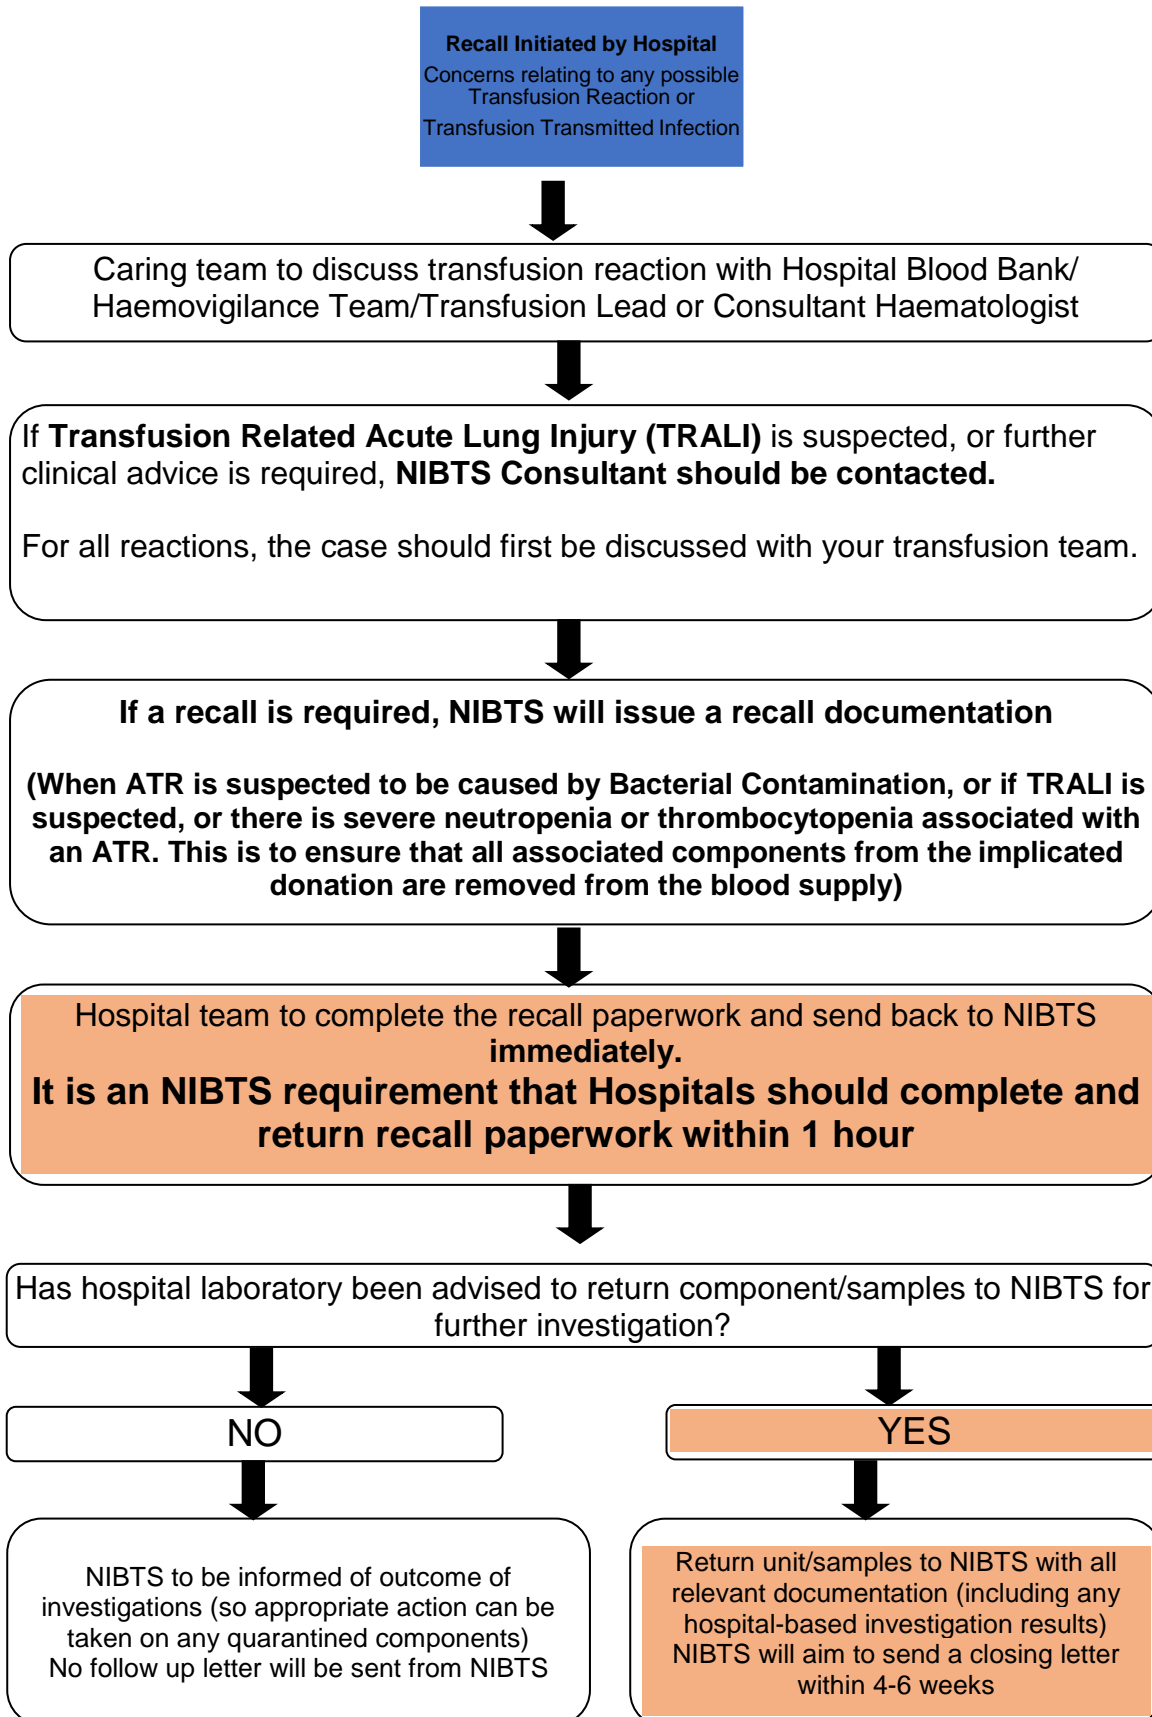 Recall Initiated by Hospital
Concerns relating to any possible
Transfusion Reaction or
Transfusion Transmitted Infection
Caring team to discuss transfusion reaction with Hospital Blood Bank/
Haemovigilance Team/Transfusion Lead or Consultant Haematologist
If Transfusion Related Acute Lung Injury (TRALI) is suspected, or further
clinical advice is required, NIBTS Consultant should be contacted.
For all reactions, the case should first be discussed with your transfusion team.
If a recall is required, NIBTS will issue a recall documentation
(When ATR is suspected to be caused by Bacterial Contamination, or if TRALI is
suspected, or there is severe neutropenia or thrombocytopenia associated with
an ATR. This is to ensure that all associated components from the implicated
donation are removed from the blood supply)
Hospital team to complete the recall paperwork and send back to NIBTS
immediately.
It is an NIBTS requirement that Hospitals should complete and
return recall paperwork within 1 hour
Has hospital laboratory been advised to return component/samples to NIBTS for
further investigation?
NO
YES
NIBTS to be informed of outcome of
investigations (so appropriate action can be
taken on any quarantined components)
No follow up letter will be sent from NIBTS
Return unit/samples to NIBTS with all
relevant documentation (including any
hospital-based investigation results)
NIBTS will aim to send a closing letter
within 4-6 weeks